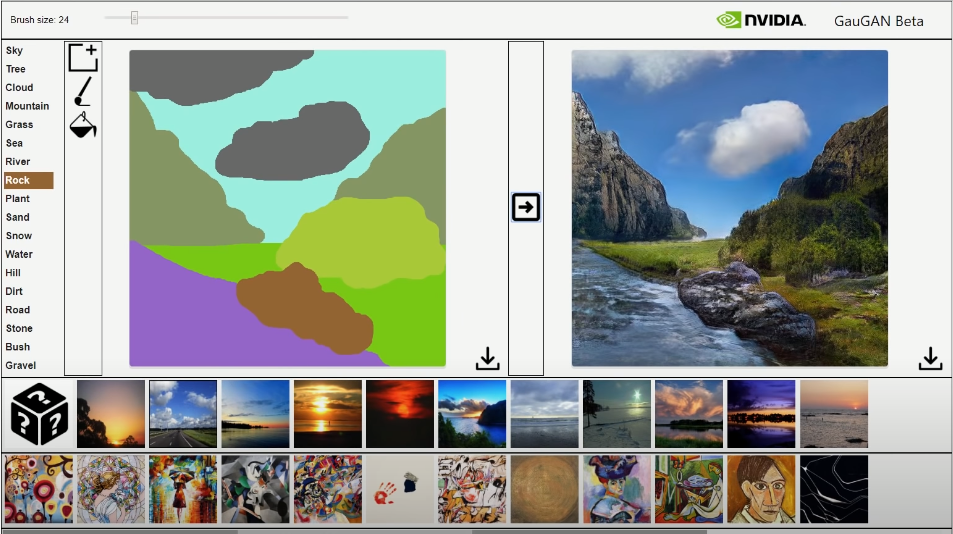 Brush size: 24
NVIDIA.
GauGAN Beta
Sky
Tree
Cloud
Mountain
Grass
Sea
River
Rock
Plant
Sand
Snow
Water
Hill
Dirt
Road
Stone
Bush
Gravel
? ? ?